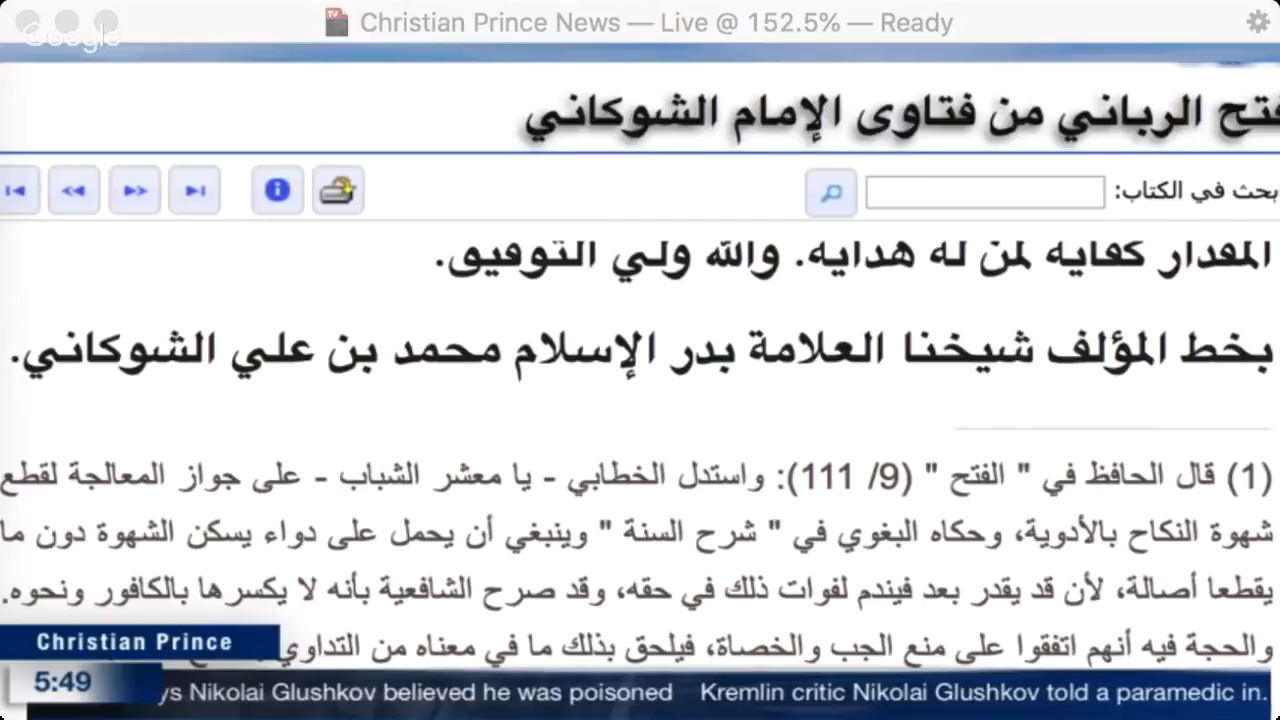 Google
Christian Prince News — Live @ 152.5% — Ready
فتح الرباني من فتاوى الإمام الشوكاني
بحث في الكتاب:
المقدار كفاية لمن له هداية. والله ولي التوفيق.
بخط المؤلف شيخنا العلامة بدر الإسلام محمد بن علي الشوكاني.
(1) قال الحافظ في " الفتح " (9/ 111): واستدل الخطابي - يا معشر الشباب - على جواز المعالجة لقطع
شهوة النكاح بالأدوية، وحكاه البغوي في " شرح السنة " وينبغي أن يحمل على دواء يسكن الشهوة دون ما
يقطعا أصالة، لأن قد يقدر بعد فيندم لفوات ذلك في حقه، وقد صرح الشافعية بأنه لا يكسرها بالكافور ونحوه.
والحجة فيه أنهم اتفقوا على منع الجب والخصاة، فيلحق بذلك ما في معناه من التداوي
Christian Prince
5:49
ys Nikolai Glushkov believed he was poisoned Kremlin critic Nikolai Glushkov told a paramedic in.